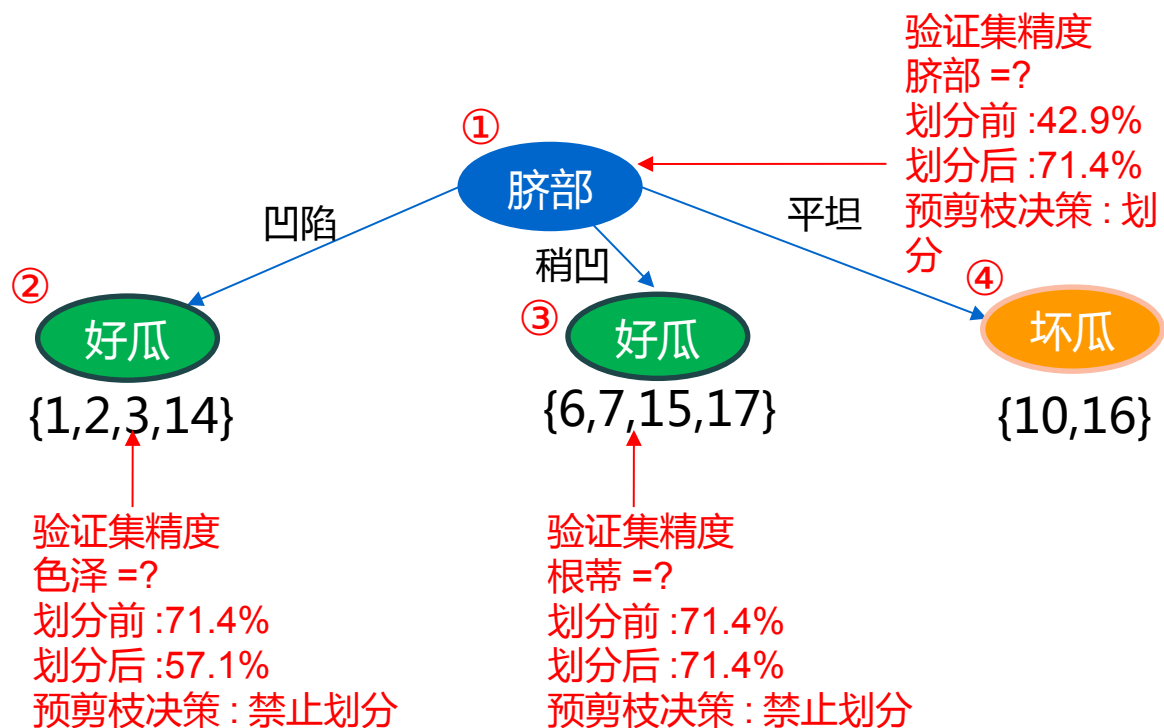 验证集精度
脐部 =?
划分前 :42.9%
划分后 :71.4%
预剪枝决策 : 划
分
①
脐部
凹陷
稍凹
平坦
②
好瓜
{1,2,3,14}
③
好瓜
{6,7,15,17}
④
坏瓜
{10,16}
验证集精度
色泽 =?
划分前 :71.4%
划分后 :57.1%
预剪枝决策 : 禁止划分
验证集精度
根蒂 =?
划分前 :71.4%
划分后 :71.4%
预剪枝决策 : 禁止划分